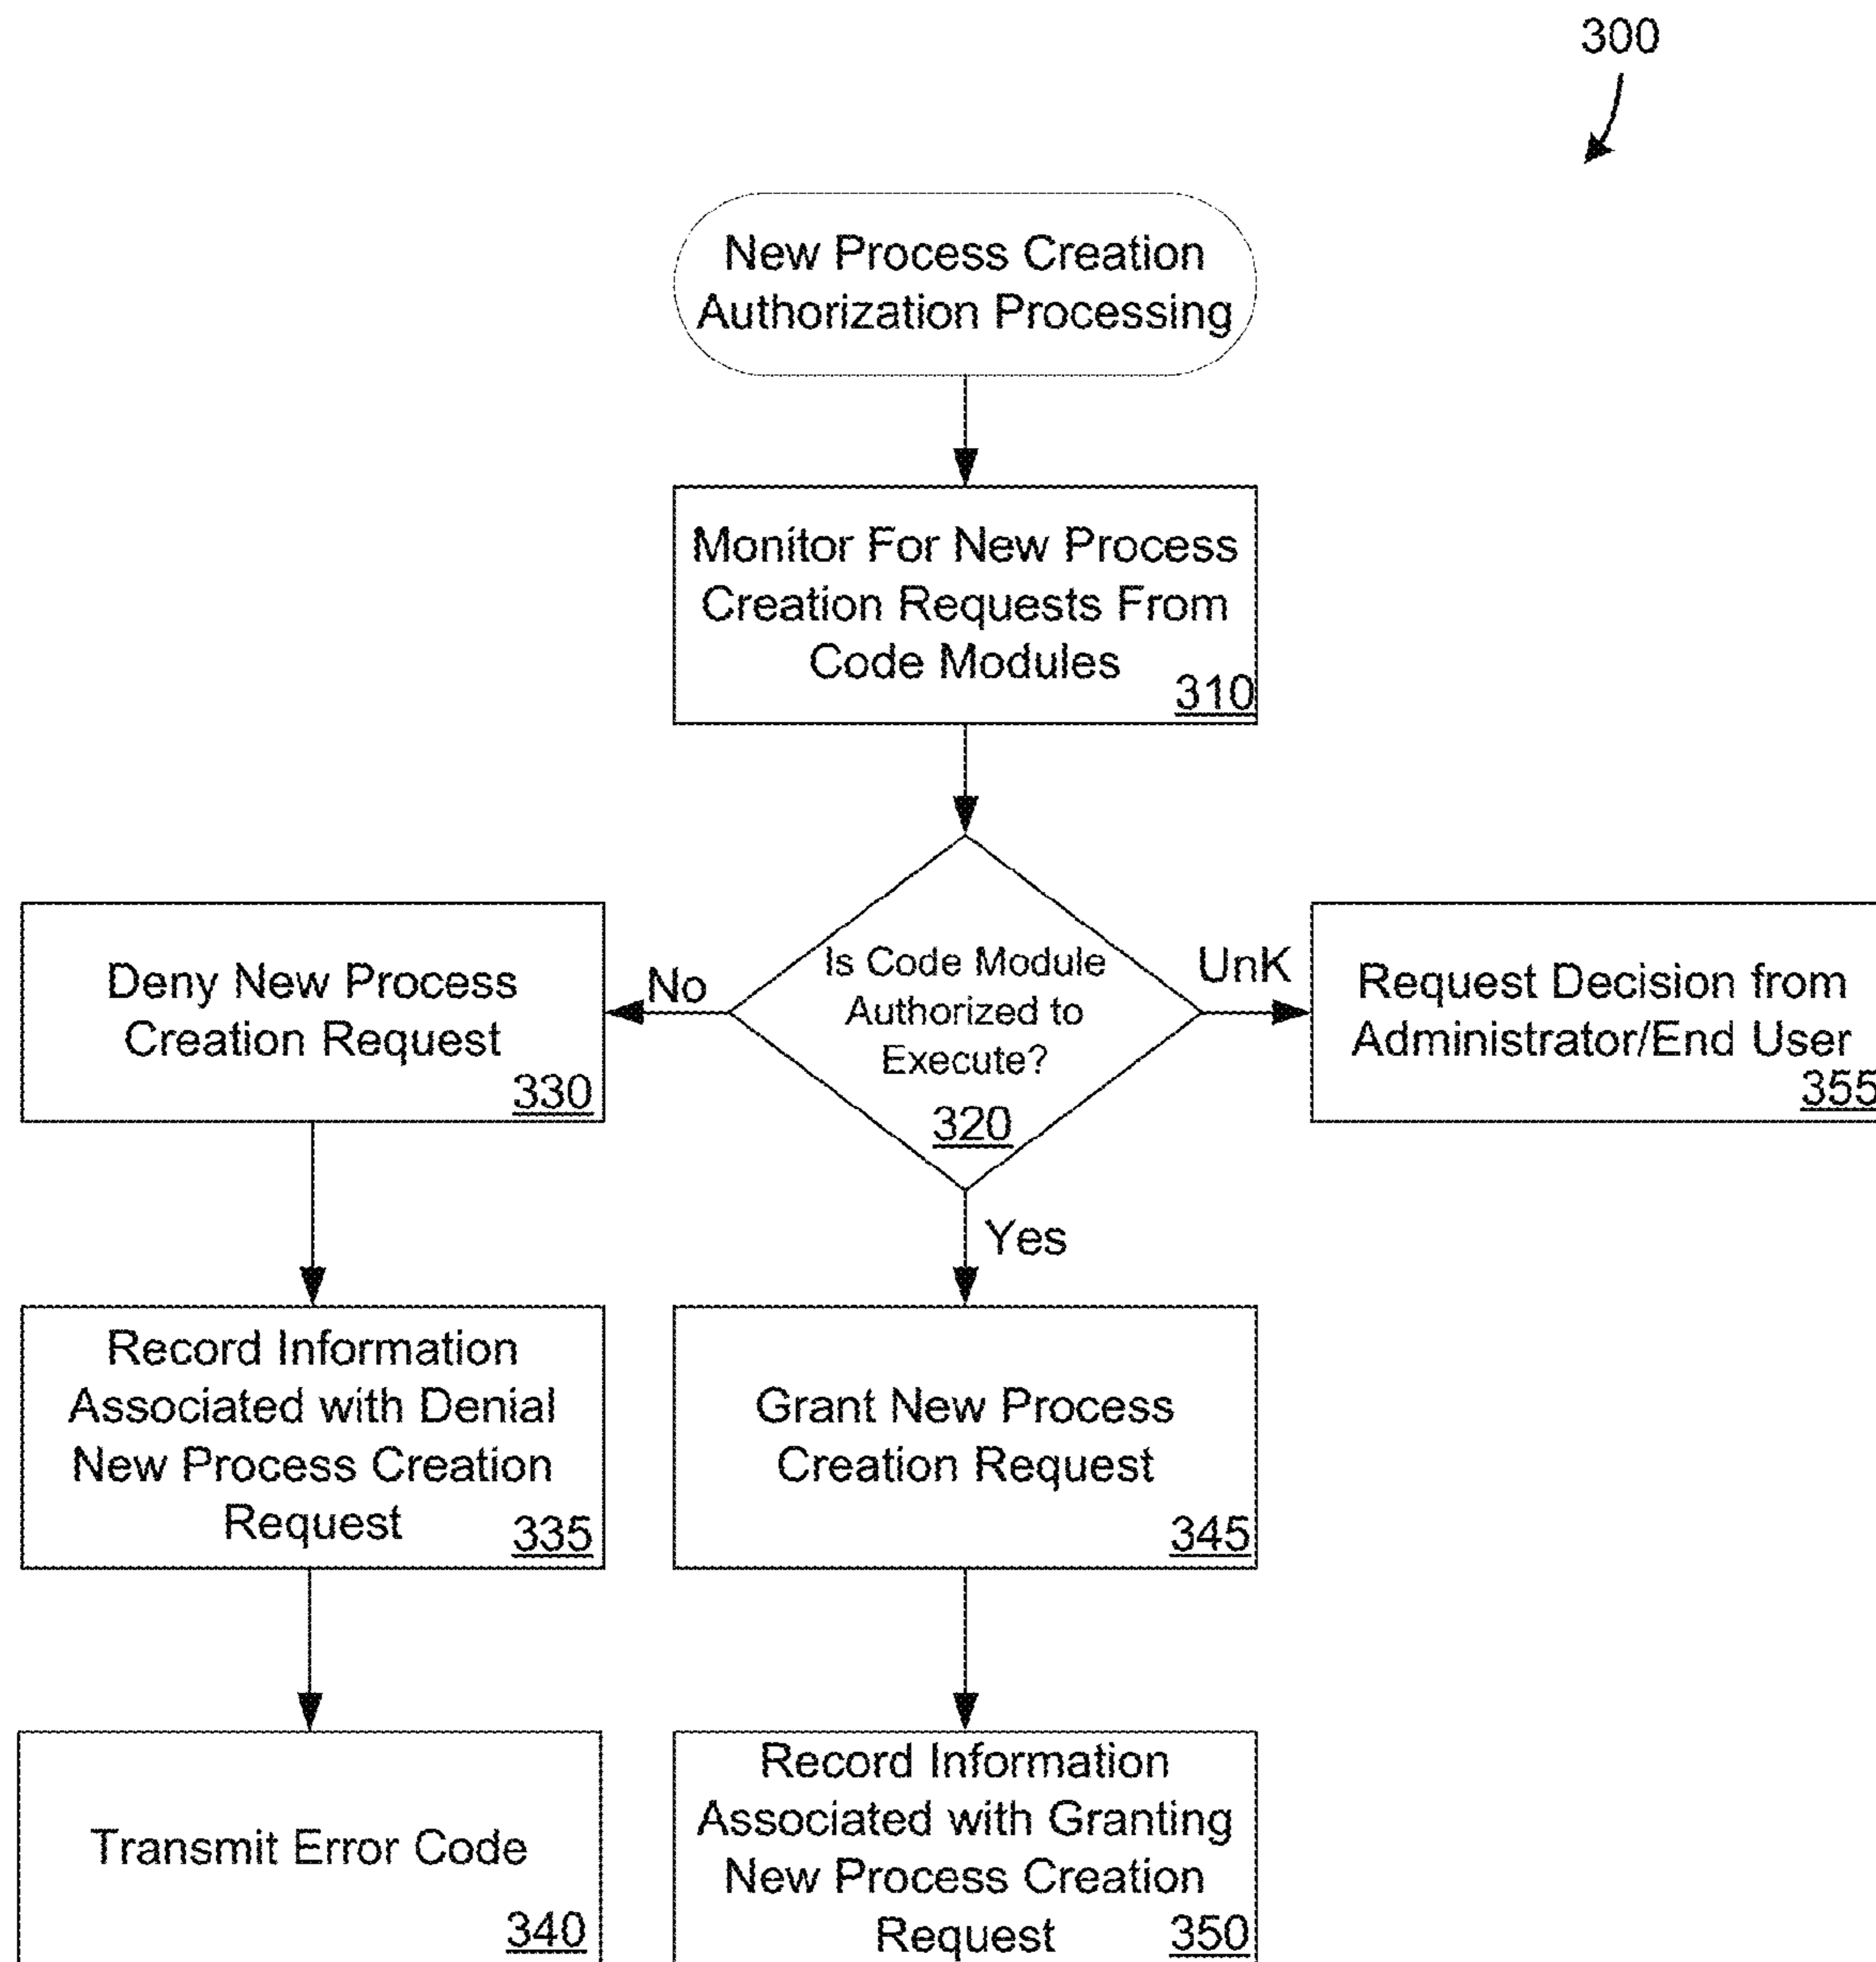 300
New Process Creation
Authorization Processing
Monitor For New Process
Creation Requests From
Code Modules
310
Is Code Module
Authorized to
Execute?
320
No
UnK
Yes
Deny New Process
Creation Request
330
Request Decision from
Administrator/End User
355
Record Information
Associated with Denial
New Process Creation
Request
335
Grant New Process
Creation Request
345
Transmit Error Code
340
Record Information
Associated with Granting
New Process Creation
Request
350